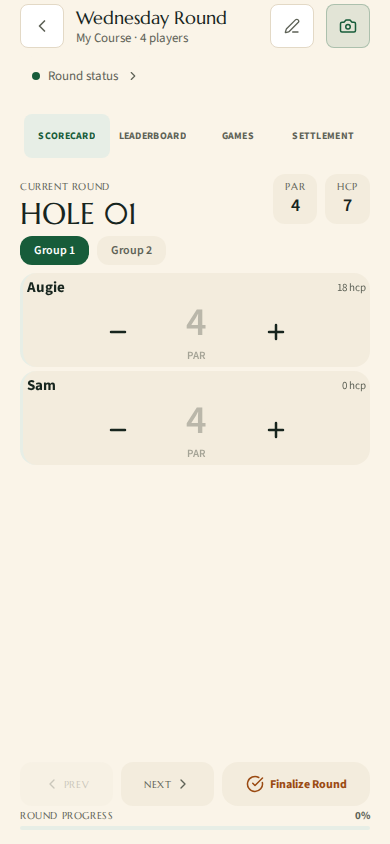 Wednesday Round
My Course · 4 players
Round status
SCORECARD LEADERBOARD GAMES SETTLEMENT
CURRENT ROUND
HOLE 01
PAR HCP
4 7
Group 1 Group 2
Augie 18 hcp
− 4 +
PAR
Sam 0 hcp
− 4 +
PAR
PREV NEXT Finalize Round
ROUND PROGRESS 0%